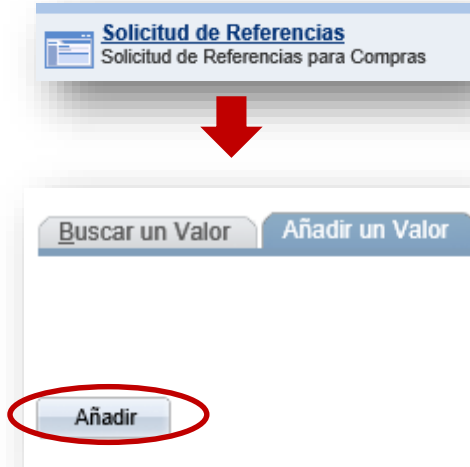 Solicitud de Referencias
Solicitud de Referencias para Compras
Buscar un Valor
Añadir un Valor
Añadir